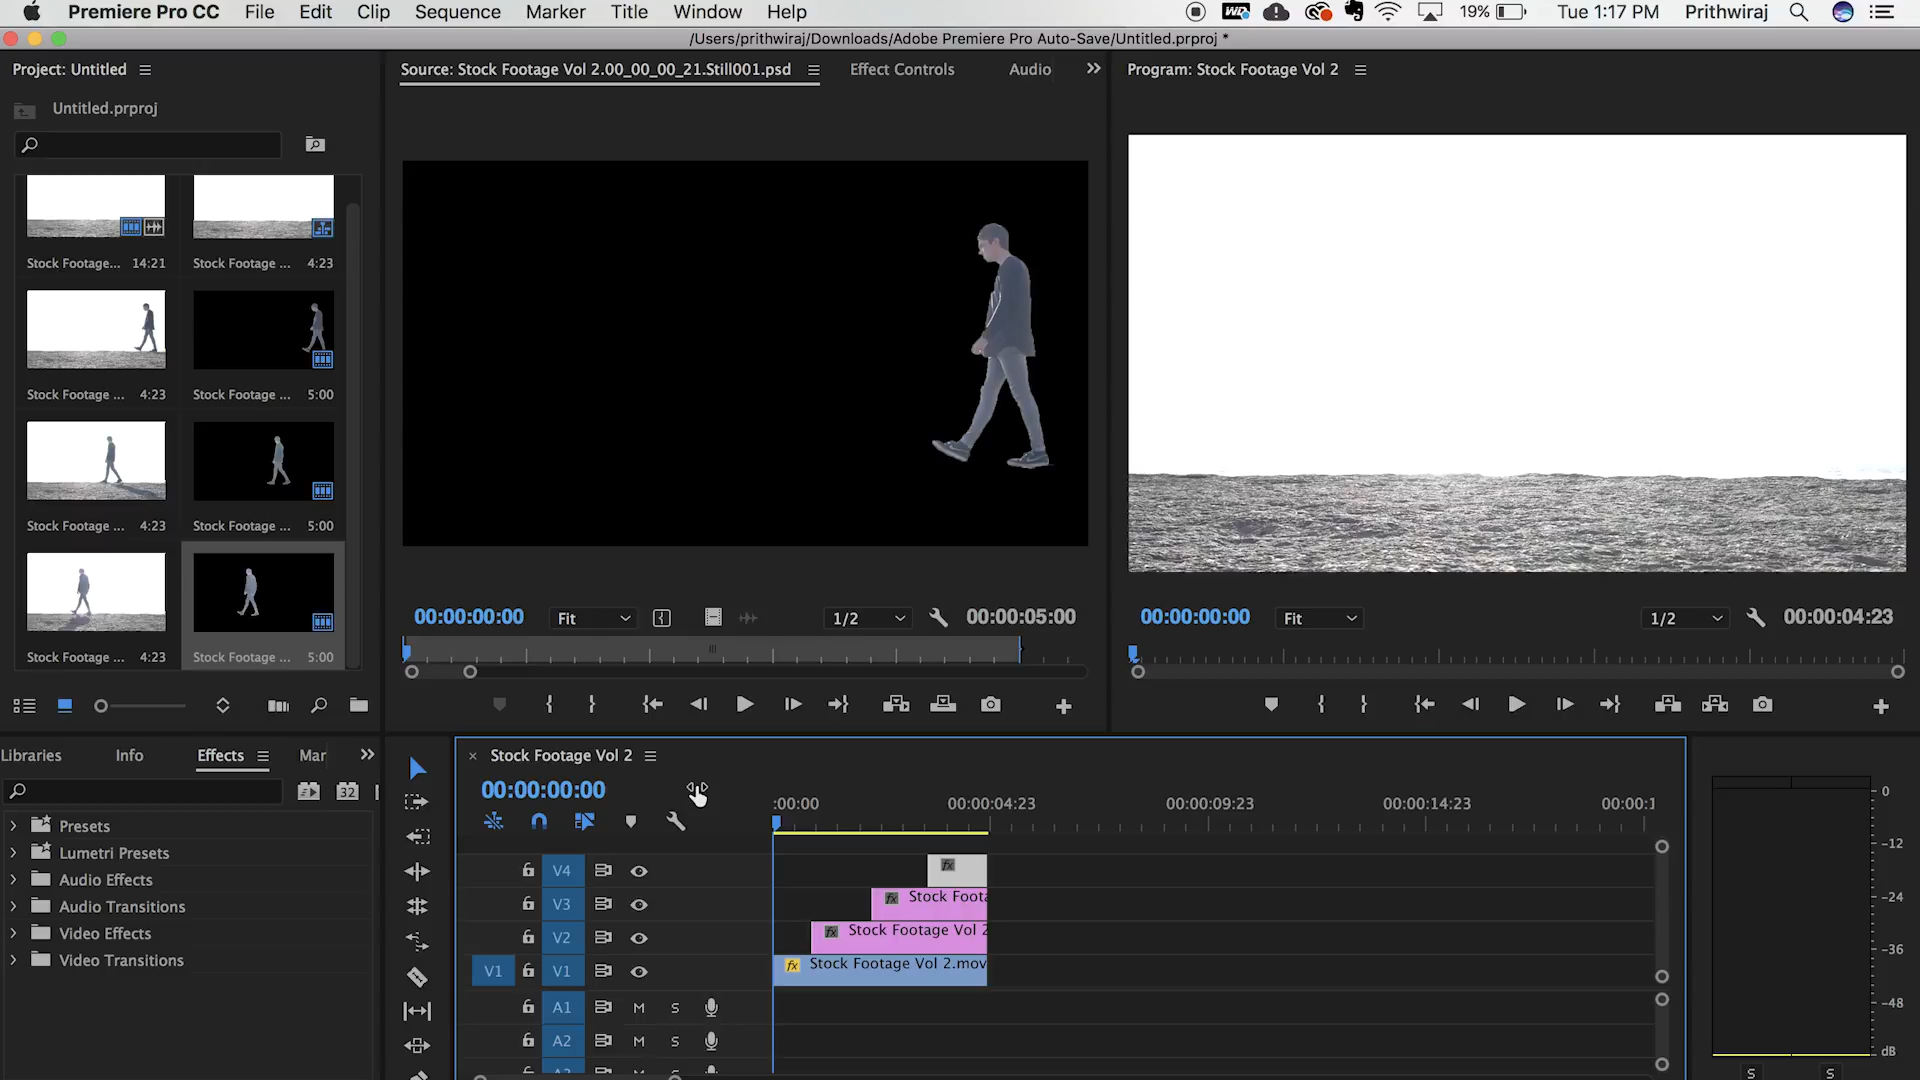 Premiere Pro CC File Edit Clip Sequence Marker Title Window Help 19% Tue 1:17 PM Prithwiraj
/Users/prithwiraj/Downloads/Adobe Premiere Pro Auto-Save/Untitled.prproj *
Project: Untitled
Source: Stock Footage Vol 2.00_00_00_21.Still001.psd Effect Controls Audio
Program: Stock Footage Vol 2
Untitled.prproj
Stock Footage... 14:21 Stock Footage ... 4:23
Stock Footage ... 4:23 Stock Footage ... 5:00
Stock Footage ... 4:23 Stock Footage ... 5:00
Stock Footage ... 4:23 Stock Footage ... 5:00
00:00:00:00 Fit 1/2 00:00:05:00
00:00:00:00 Fit 1/2 00:00:04:23
Libraries Info Effects Mar
32
Presets
Lumetri Presets
Audio Effects
Audio Transitions
Video Effects
Video Transitions
× Stock Footage Vol 2
00:00:00:00
:00:00 00:00:04:23 00:00:09:23 00:00:14:23 00:00:1
V4 fx
V3 fx Stock Foota
V2 fx Stock Footage Vol 2
V1 V1 fx Stock Footage Vol 2.mov
A1 M S
A2 M S
0
-12
-24
-36
-48
dB
S S